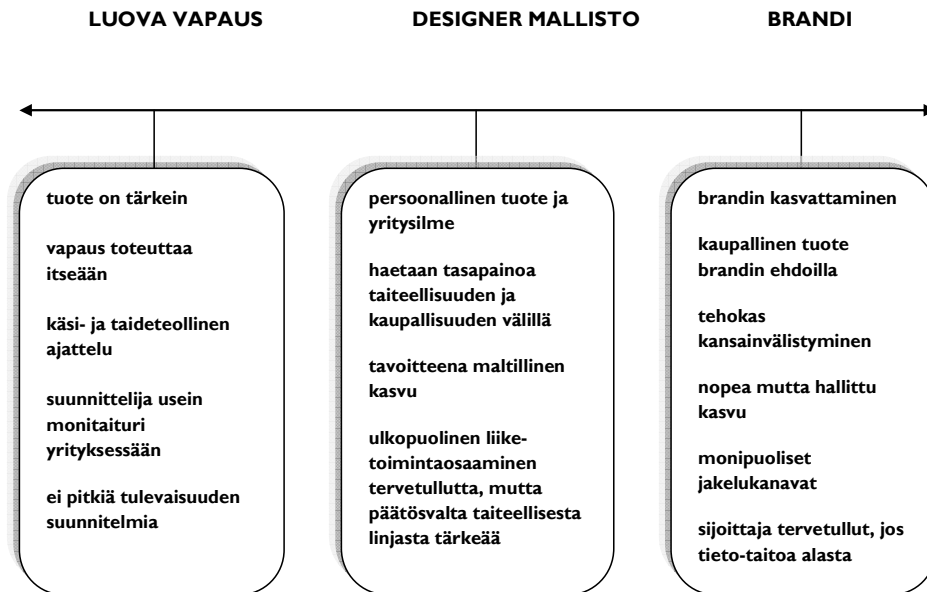 LUOVA VAPAUS
DESIGNER MALLISTO
BRANDI
tuote on tärkein
vapaus toteuttaa
itseään
käsi- ja taideteollinen
ajattelu
suunnittelija usein
monitaituri
yrityksessään
ei pitkiä tulevaisuuden
suunnitelmia
persoonallinen tuote ja
yritysilme
haetaan tasapainoa
taiteellisuuden ja
kaupallisuuden välillä
tavoitteena maltillinen
kasvu
ulkopuolinen liike-
toimintaosaaminen
tervetullutta, mutta
päätösvalta taiteellisesta
linjasta tärkeää
brandin kasvattaminen
kaupallinen tuote
brandin ehdoilla
tehokas
kansainvälistyminen
nopea mutta hallittu
kasvu
monipuoliset
jakelukanavat
sijoittaja tervetullut, jos
tieto-taitoa alasta